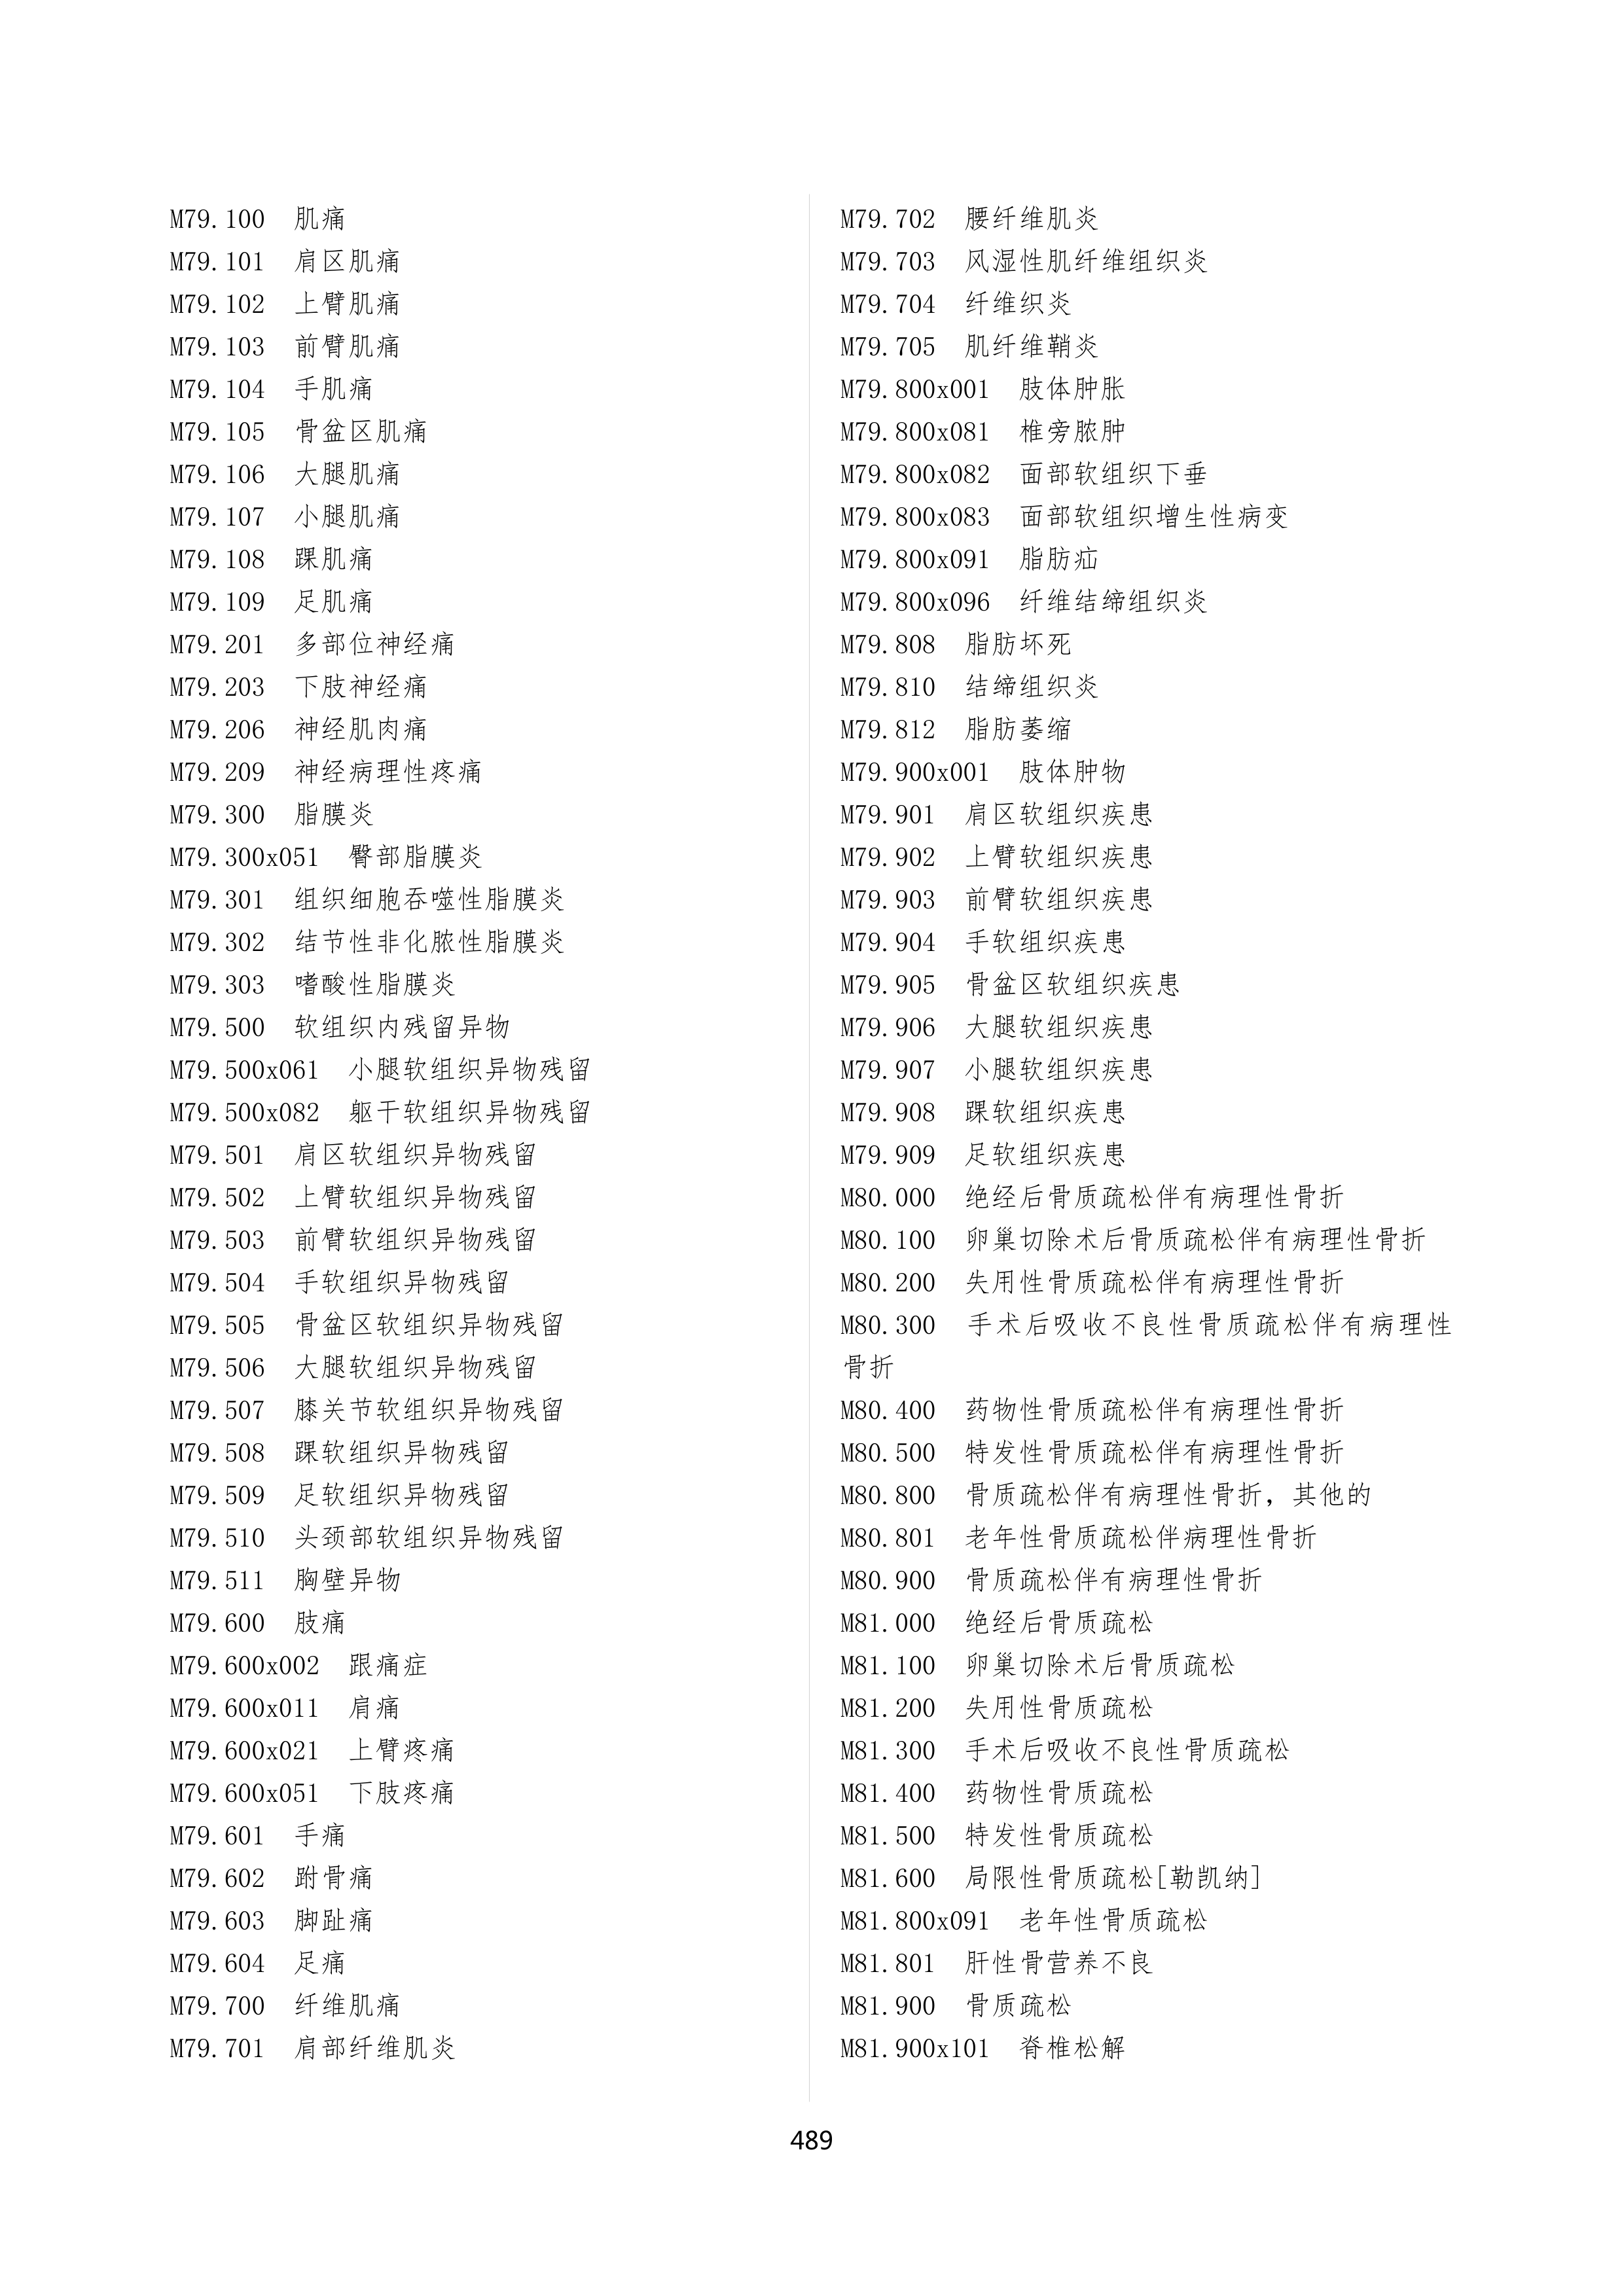 M79.100 肌痛
M79.101 肩区肌痛
M79.102 上臂肌痛
M79.103 前臂肌痛
M79.104 手肌痛
M79.105 骨盆区肌痛
M79.106 大腿肌痛
M79.107 小腿肌痛
M79.108 踝肌痛
M79.109 足肌痛
M79.201 多部位神经痛
M79.203 下肢神经痛
M79.206 神经肌肉痛
M79.209 神经病理性疼痛
M79.300 脂膜炎
M79.300x051 臀部脂膜炎
M79.301 组织细胞吞噬性脂膜炎
M79.302 结节性非化脓性脂膜炎
M79.303 嗜酸性脂膜炎
M79.500 软组织内残留异物
M79.500x061 小腿软组织异物残留
M79.500x082 躯干软组织异物残留
M79.501 肩区软组织异物残留
M79.502 上臂软组织异物残留
M79.503 前臂软组织异物残留
M79.504 手软组织异物残留
M79.505 骨盆区软组织异物残留
M79.506 大腿软组织异物残留
M79.507 膝关节软组织异物残留
M79.508 踝软组织异物残留
M79.509 足软组织异物残留
M79.510 头颈部软组织异物残留
M79.511 胸壁异物
M79.600 肢痛
M79.600x002 跟痛症
M79.600x011 肩痛
M79.600x021 上臂疼痛
M79.600x051 下肢疼痛
M79.601 手痛
M79.602 跗骨痛
M79.603 脚趾痛
M79.604 足痛
M79.700 纤维肌痛
M79.701 肩部纤维肌炎
M79.702 腰纤维肌炎
M79.703 风湿性肌纤维组织炎
M79.704 纤维织炎
M79.705 肌纤维鞘炎
M79.800x001 肢体肿胀
M79.800x081 椎旁脓肿
M79.800x082 面部软组织下垂
M79.800x083 面部软组织增生性病变
M79.800x091 脂肪疝
M79.800x096 纤维结缔组织炎
M79.808 脂肪坏死
M79.810 结缔组织炎
M79.812 脂肪萎缩
M79.900x001 肢体肿物
M79.901 肩区软组织疾患
M79.902 上臂软组织疾患
M79.903 前臂软组织疾患
M79.904 手软组织疾患
M79.905 骨盆区软组织疾患
M79.906 大腿软组织疾患
M79.907 小腿软组织疾患
M79.908 踝软组织疾患
M79.909 足软组织疾患
M80.000 绝经后骨质疏松伴有病理性骨折
M80.100 卵巢切除术后骨质疏松伴有病理性骨折
M80.200 失用性骨质疏松伴有病理性骨折
M80.300 手术后吸收不良性骨质疏松伴有病理性
骨折
M80.400 药物性骨质疏松伴有病理性骨折
M80.500 特发性骨质疏松伴有病理性骨折
M80.800 骨质疏松伴有病理性骨折，其他的
M80.801 老年性骨质疏松伴病理性骨折
M80.900 骨质疏松伴有病理性骨折
M81.000 绝经后骨质疏松
M81.100 卵巢切除术后骨质疏松
M81.200 失用性骨质疏松
M81.300 手术后吸收不良性骨质疏松
M81.400 药物性骨质疏松
M81.500 特发性骨质疏松
M81.600 局限性骨质疏松[勒凯纳]
M81.800x091 老年性骨质疏松
M81.801 肝性骨营养不良
M81.900 骨质疏松
M81.900x101 脊椎松解
489